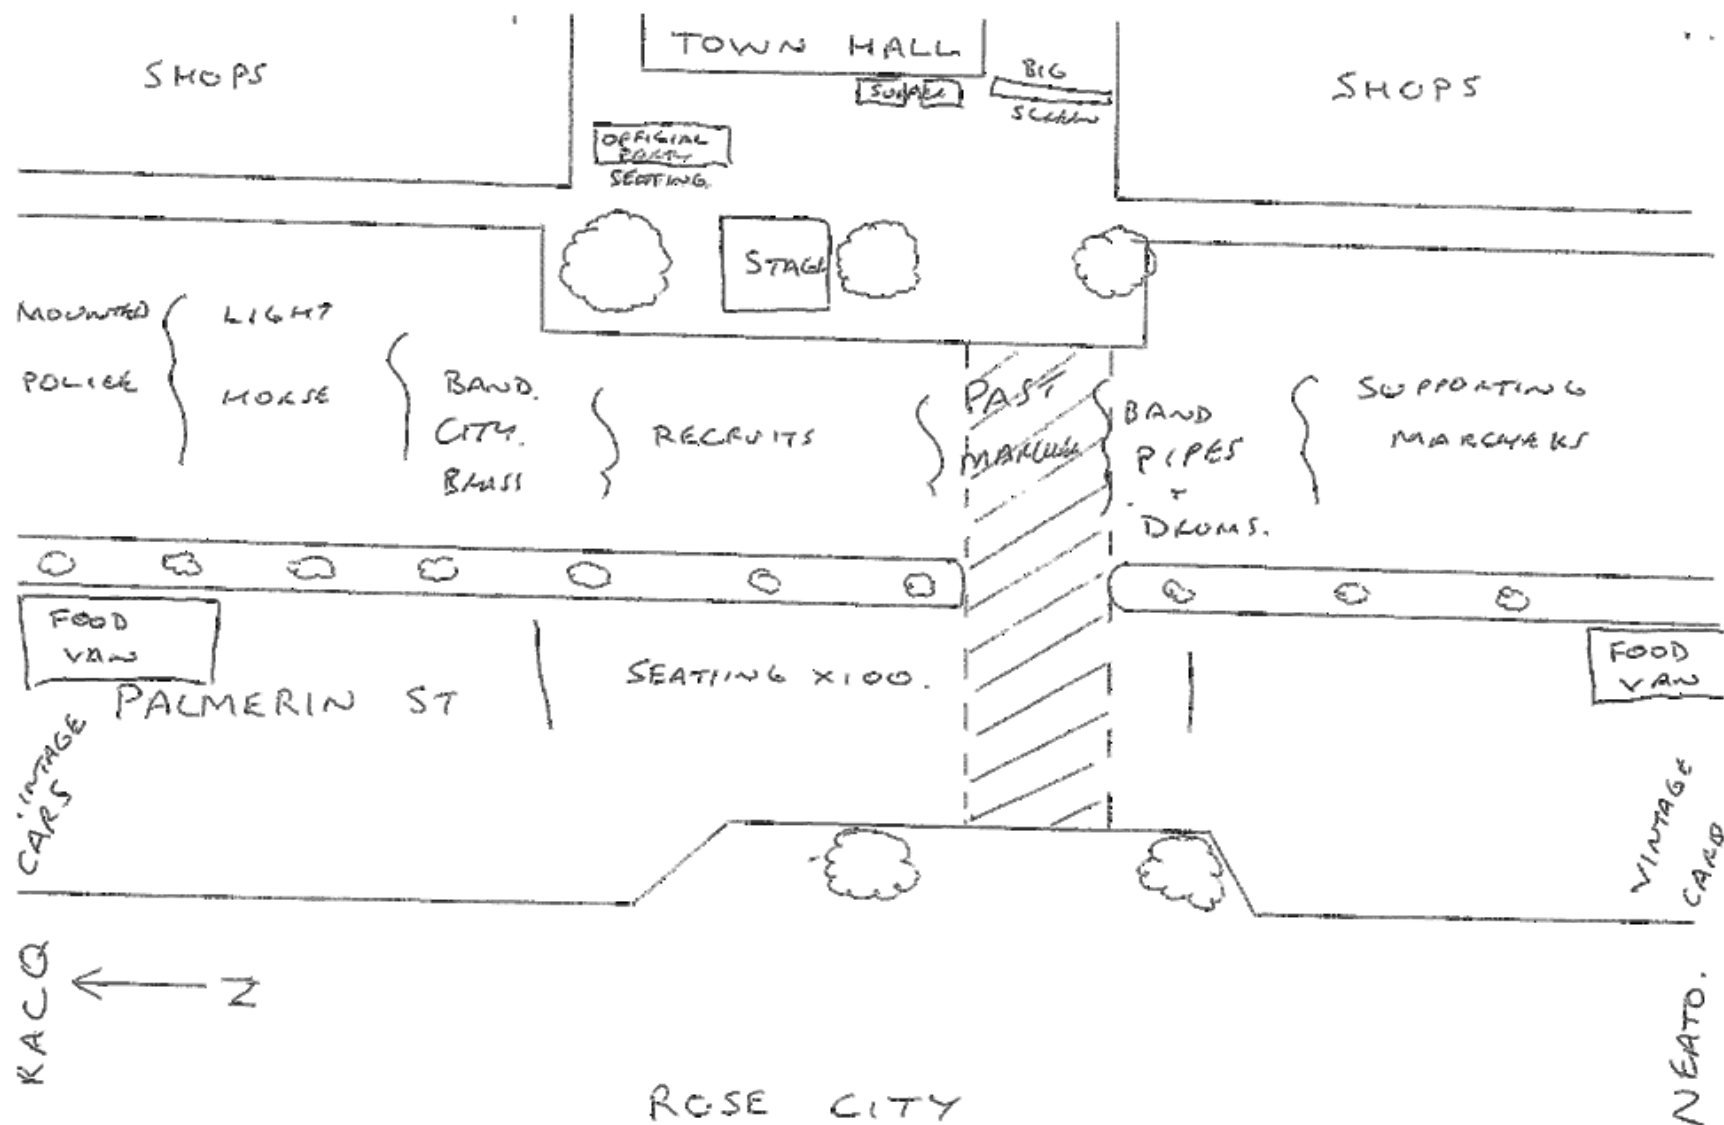 TOWN HALL
SHOPS
BIG
SCREEN
SHOPS
OFFICIAL
PARTY
SEATING
STAGE
MOUNTED
POLICE
LIGHT
HORSE
BAND.
CITY.
BRASS
RECRUITS
PAST
BAND
PIPES
+
DRUMS.
SUPPORTING
MARCHERS
FOOD
VAN
SEATING X100.
FOOD
VAN
PALMERIN ST
VINTAGE
CARS
VINTAGE
CARS
RACQ
N
NEATO.
ROSE CITY